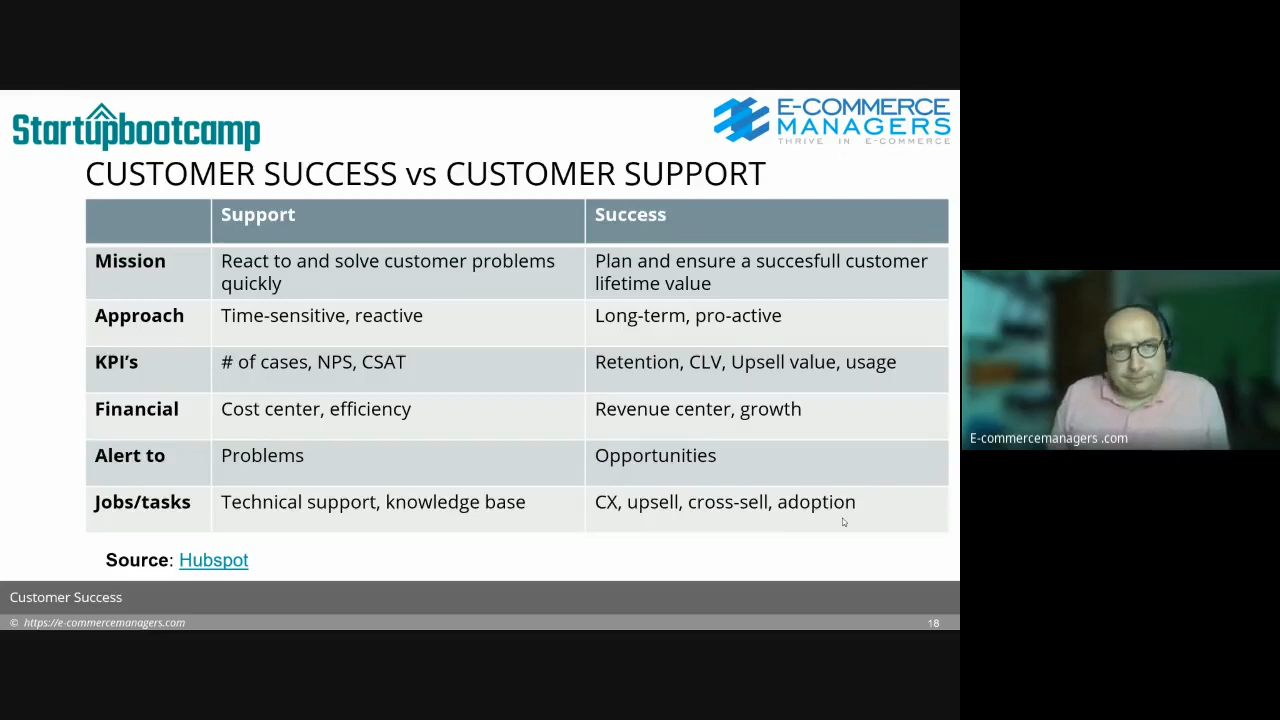 Startupbootcamp
E-COMMERCE
MANAGERS
THRIVE IN E-COMMERCE
CUSTOMER SUCCESS vs CUSTOMER SUPPORT
Support
Success
Mission
React to and solve customer problems
quickly
Plan and ensure a succesfull customer
lifetime value
Approach
Time-sensitive, reactive
Long-term, pro-active
KPI's
# of cases, NPS, CSAT
Retention, CLV, Upsell value, usage
Financial
Cost center, efficiency
Revenue center, growth
Alert to
Problems
Opportunities
Jobs/tasks
Technical support, knowledge base
CX, upsell, cross-sell, adoption
Source: Hubspot
Customer Success
© https://e-commercemanagers.com
18
E-commercemanagers .com